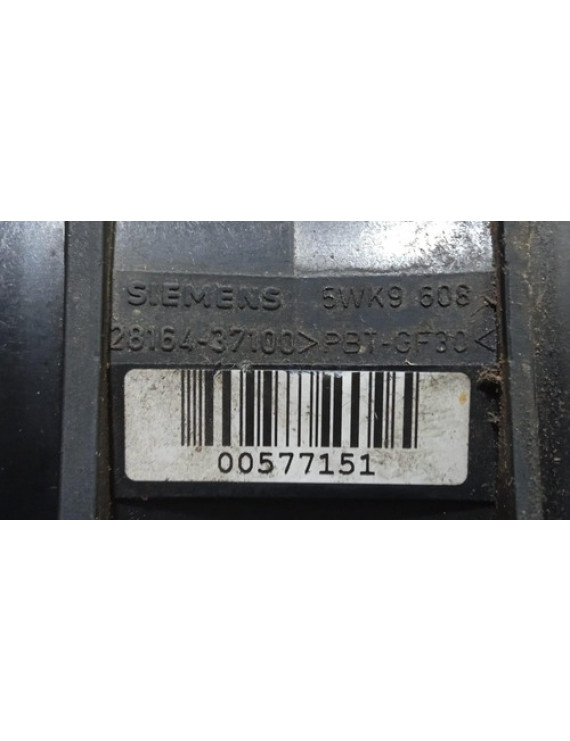 SIEMENS 5WK9 608
28164-37100 >PBT-GF30<
00577151